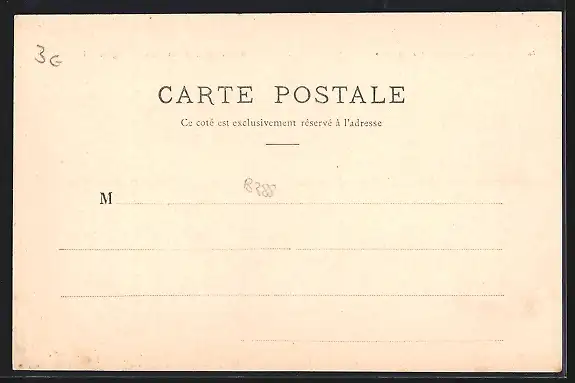 3G
CARTE POSTALE
Ce coté est exclusivement réservé à l'adresse
M